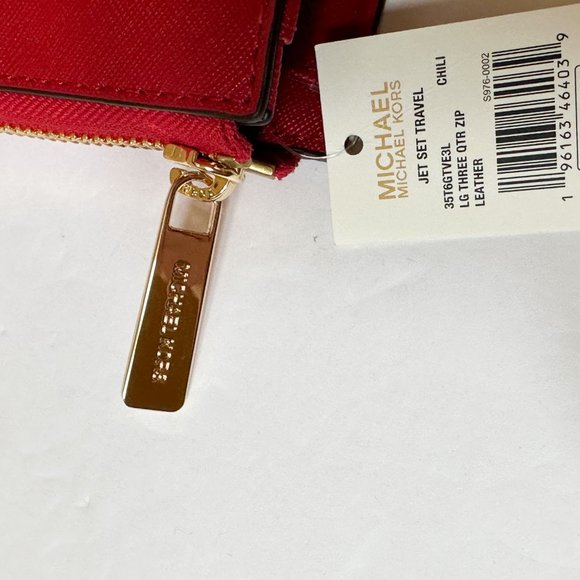 MICHAEL
MICHAEL KORS
JET SET TRAVEL CHILI
35T6GTVE3L
LG THREE QTR ZIP
LEATHER
S976-0002
1 96163 46403 9
MICHAEL KORS